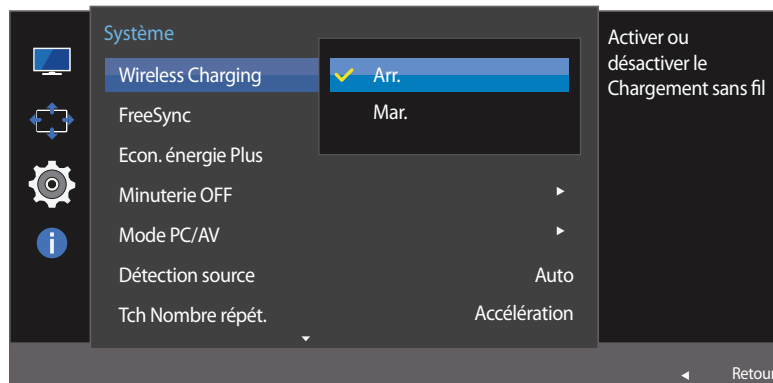 Système
Wireless Charging
Arr.
Mar.
FreeSync
Econ. énergie Plus
Minuterie OFF
Mode PC/AV
Détection source Auto
Tch Nombre répét. Accélération
Activer ou
désactiver le
Chargement sans fil
Retour